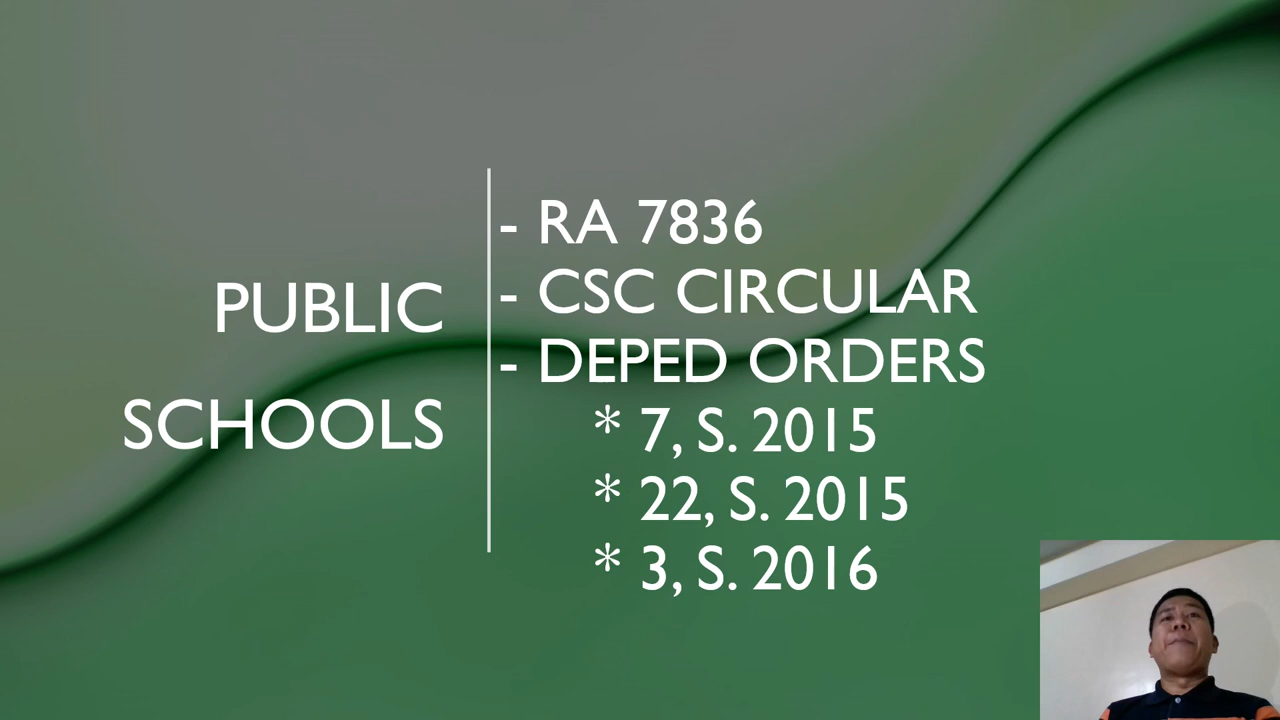 PUBLIC
SCHOOLS
- RA 7836
- CSC CIRCULAR
- DEPED ORDERS
* 7, S. 2015
* 22, S. 2015
* 3, S. 2016